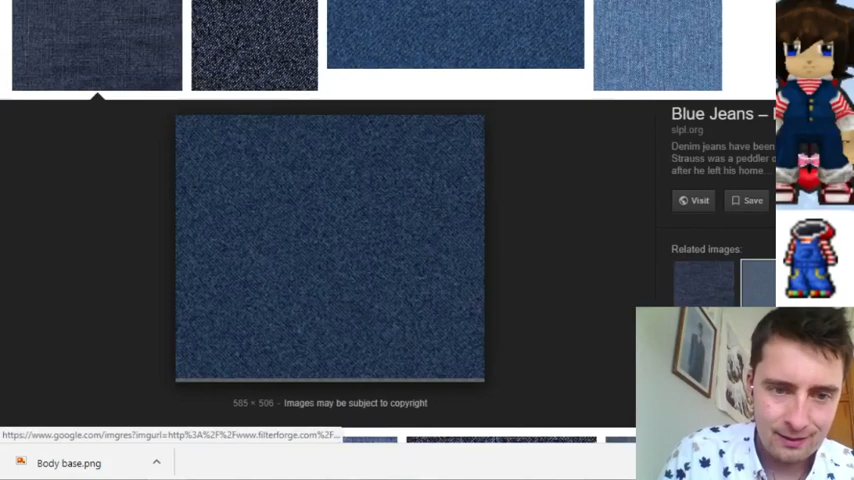 Blue Jeans –
slpl.org
Denim jeans have been
Strauss was a peddler
after he left his home...
Visit
Save
Related images:
585 × 506 - Images may be subject to copyright
https://www.google.com/imgres?imgurl=http%3A%2F%2Fwww.filterforge.com%2F...
Body base.png